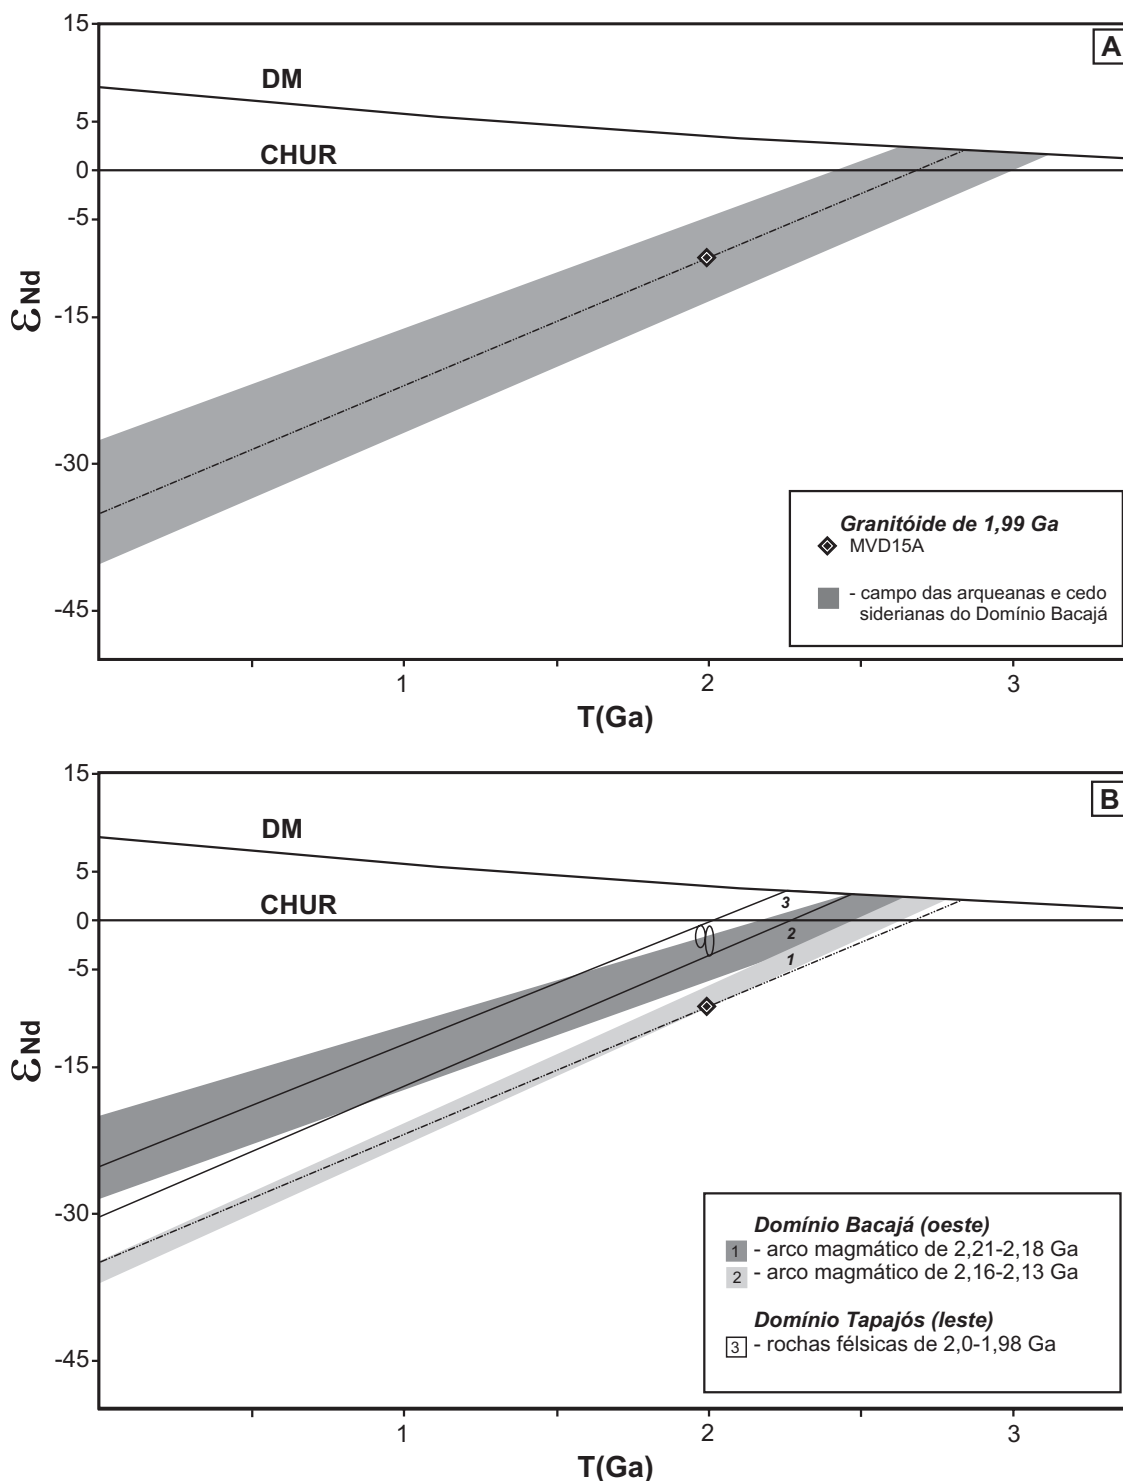 15
A
DM
5
CHUR
0
-5
εNd
-15
-30
Granitóide de 1,99 Ga
MVD15A
- campo das arqueanas e cedo
siderianas do Domínio Bacajá
-45
1
2
3
T(Ga)
15
B
DM
5
CHUR
3
0
2
1
-5
εNd
-15
-30
Domínio Bacajá (oeste)
1 - arco magmático de 2,21-2,18 Ga
2 - arco magmático de 2,16-2,13 Ga
Domínio Tapajós (leste)
3 - rochas félsicas de 2,0-1,98 Ga
-45
1
2
3
T(Ga)